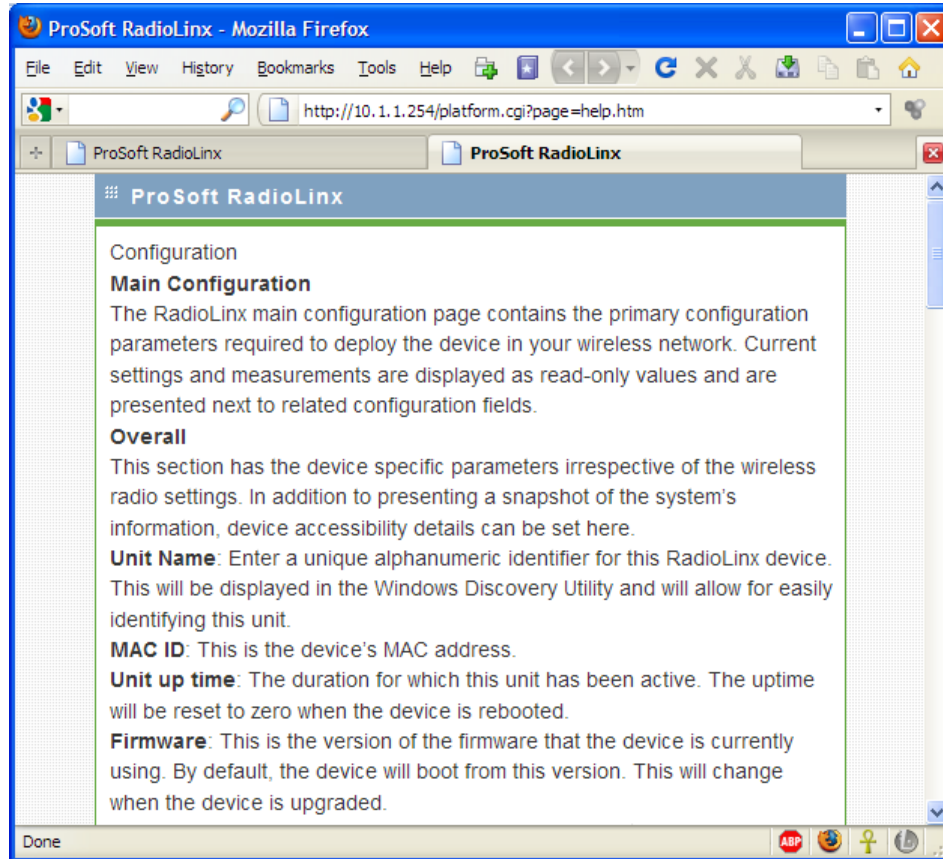 ProSoft RadioLinx - Mozilla Firefox
File Edit View History Bookmarks Tools Help
http://10.1.1.254/platform.cgi?page=help.htm
ProSoft RadioLinx
ProSoft RadioLinx
ProSoft RadioLinx
Configuration
Main Configuration
The RadioLinx main configuration page contains the primary configuration
parameters required to deploy the device in your wireless network. Current
settings and measurements are displayed as read-only values and are
presented next to related configuration fields.
Overall
This section has the device specific parameters irrespective of the wireless
radio settings. In addition to presenting a snapshot of the system's
information, device accessibility details can be set here.
Unit Name: Enter a unique alphanumeric identifier for this RadioLinx device.
This will be displayed in the Windows Discovery Utility and will allow for easily
identifying this unit.
MAC ID: This is the device's MAC address.
Unit up time: The duration for which this unit has been active. The uptime
will be reset to zero when the device is rebooted.
Firmware: This is the version of the firmware that the device is currently
using. By default, the device will boot from this version. This will change
when the device is upgraded.
Done
ABP